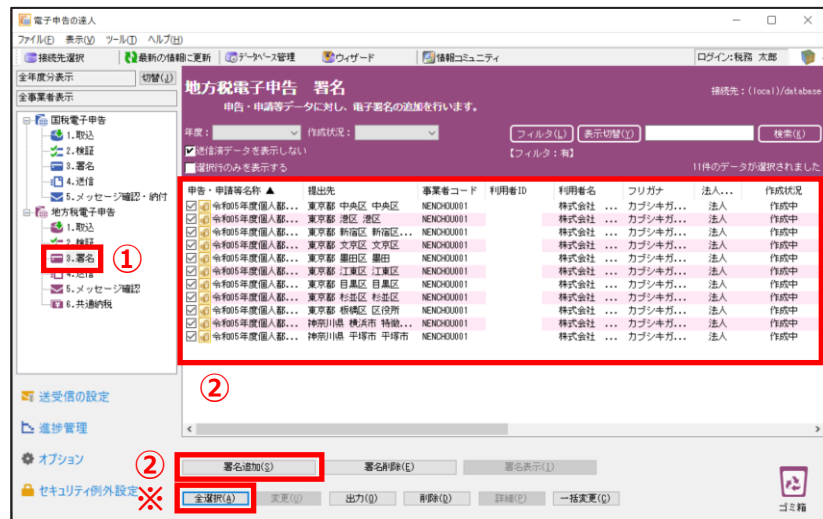 電子申告の達人
ファイル(F) 表示(V) ツール(T) ヘルプ(H)
接続先選択 最新の情報に更新 データベース管理 ウィザード 情報コミュニティ ログイン:税務 太郎
全年度分表示 切替(J)
全事業者表示
国税電子申告
1.取込
2.検証
3.署名
4.送信
5.メッセージ確認・納付
地方税電子申告
1.取込
2.検証
3.署名
①
4.送信
5.メッセージ確認
6.共通納税
送受信の設定
進捗管理
オプション
セキュリティ例外設定
地方税電子申告 署名
申告・申請等データに対し、電子署名の追加を行います。
接続先:(local)/database
年度: 作成状況: フィルタ(L) 表示切替(Y) 検索(K)
送信済データを表示しない 【フィルタ:有】
選択行のみを表示する 11件のデータが選択されました
申告・申請等名称 ▲ 提出先 事業者コード 利用者ID 利用者名 フリガナ 法人... 作成状況
令和05年度個人都... 東京都 中央区 中央区 NENCHOU001 株式会社 ... カブシキガ... 法人 作成中
令和05年度個人都... 東京都 港区 港区 NENCHOU001 株式会社 ... カブシキガ... 法人 作成中
令和05年度個人都... 東京都 新宿区 新宿区... NENCHOU001 株式会社 ... カブシキガ... 法人 作成中
令和05年度個人都... 東京都 文京区 文京区 NENCHOU001 株式会社 ... カブシキガ... 法人 作成中
令和05年度個人都... 東京都 墨田区 墨田 NENCHOU001 株式会社 ... カブシキガ... 法人 作成中
令和05年度個人都... 東京都 江東区 江東区 NENCHOU001 株式会社 ... カブシキガ... 法人 作成中
令和05年度個人都... 東京都 目黒区 目黒区 NENCHOU001 株式会社 ... カブシキガ... 法人 作成中
令和05年度個人都... 東京都 杉並区 杉並区 NENCHOU001 株式会社 ... カブシキガ... 法人 作成中
令和05年度個人都... 東京都 板橋区 区役所 NENCHOU001 株式会社 ... カブシキガ... 法人 作成中
令和05年度個人都... 神奈川県 横浜市 特徴... NENCHOU001 株式会社 ... カブシキガ... 法人 作成中
令和05年度個人都... 神奈川県 平塚市 平塚市 NENCHOU001 株式会社 ... カブシキガ... 法人 作成中
②
② 署名追加(S) 署名削除(E) 署名表示(I)
※ 全選択(A) 変更(U) 出力(O) 削除(D) 詳細(P) 一括変更(C)
ゴミ箱